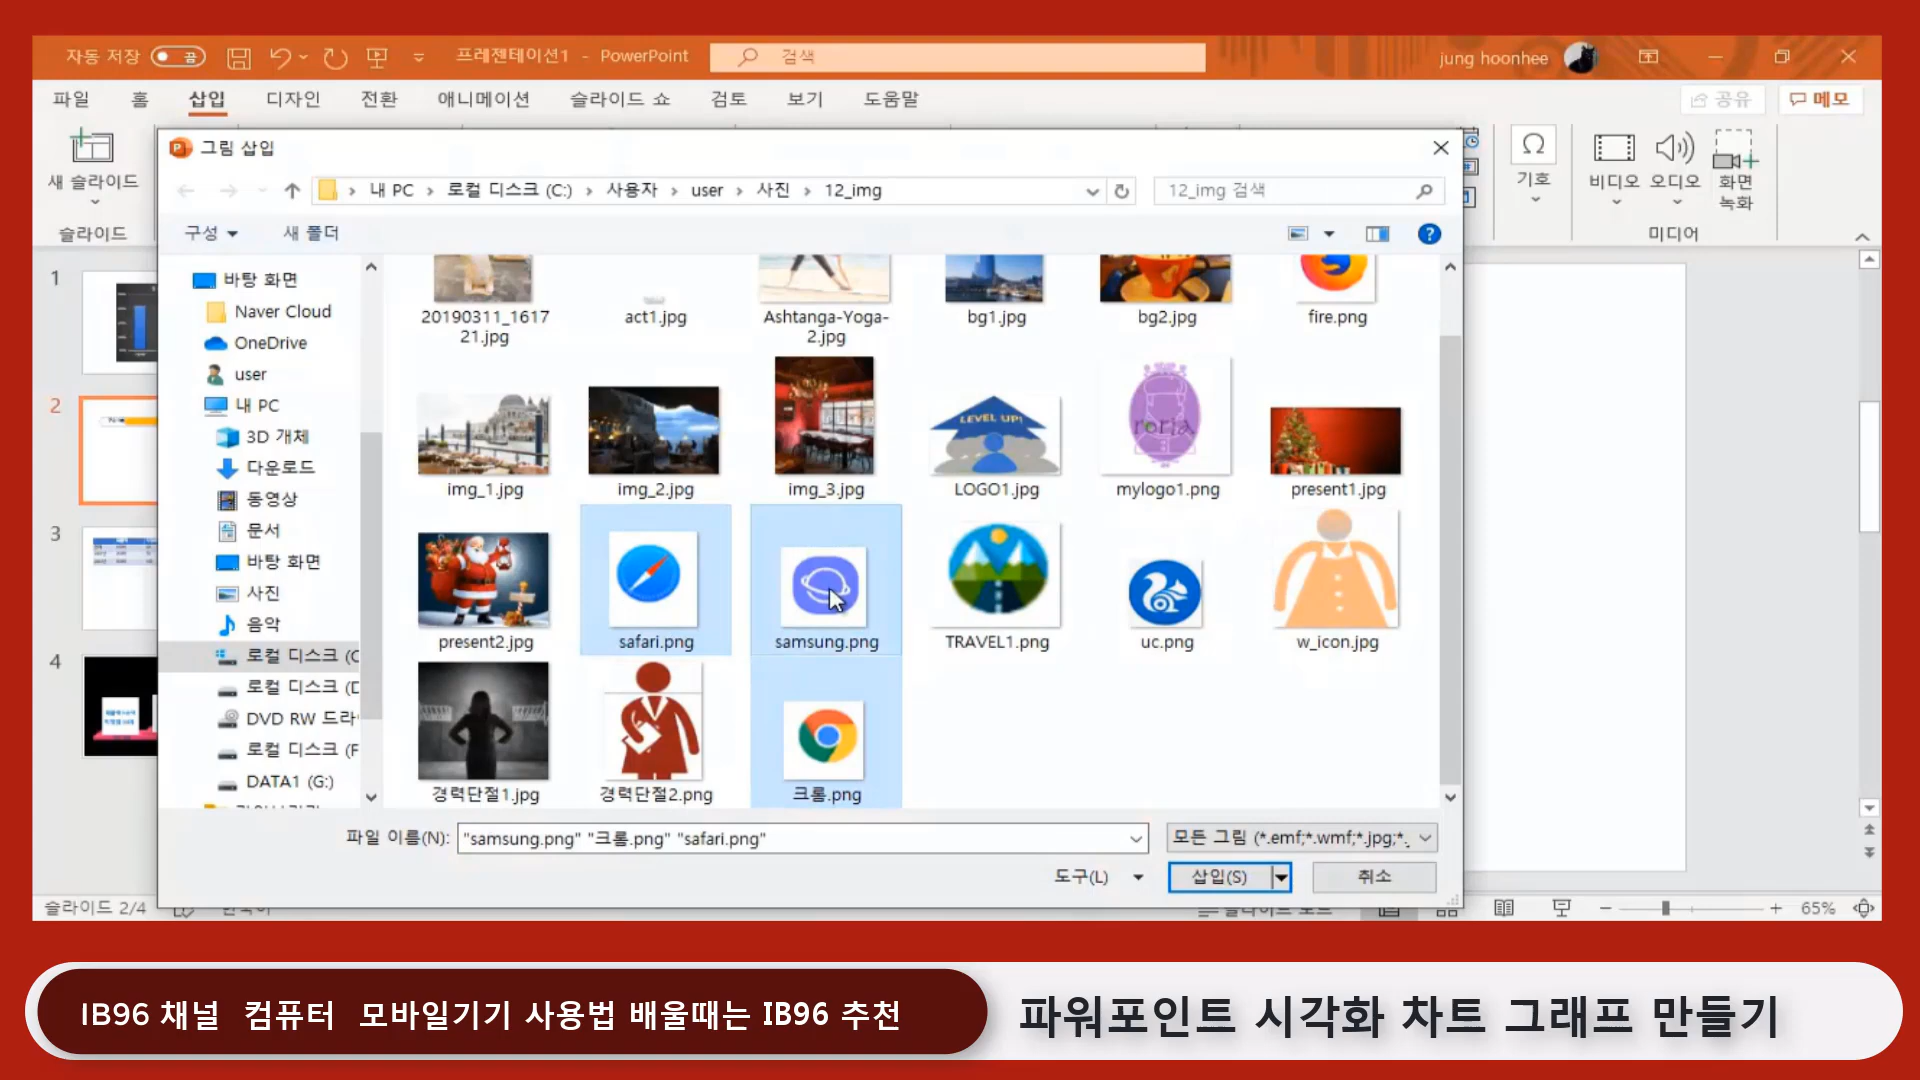 자동 저장 끔 프레젠테이션1 - PowerPoint 검색 jung hoonhee
파일 홈 삽입 디자인 전환 애니메이션 슬라이드 쇼 검토 보기 도움말 공유 메모
새 슬라이드
슬라이드
기호
비디오 오디오 화면 녹화
미디어
그림 삽입
내 PC > 로컬 디스크 (C:) > 사용자 > user > 사진 > 12_img
12_img 검색
구성 새 폴더
바탕 화면
Naver Cloud
OneDrive
user
내 PC
3D 개체
다운로드
동영상
문서
바탕 화면
사진
음악
로컬 디스크 (C
로컬 디스크 (D
DVD RW 드라
로컬 디스크 (F
DATA1 (G:)
20190311_161721.jpg act1.jpg Ashtanga-Yoga-2.jpg bg1.jpg bg2.jpg fire.png
LEVEL UP!
roria
img_1.jpg img_2.jpg img_3.jpg LOGO1.jpg mylogo1.png present1.jpg
present2.jpg safari.png samsung.png TRAVEL1.png uc.png w_icon.jpg
경력단절1.jpg 경력단절2.png 크롬.png
파일 이름(N): "samsung.png" "크롬.png" "safari.png"
모든 그림 (*.emf;*.wmf;*.jpg;*.
도구(L) 삽입(S) 취소
1
2
3
4
슬라이드 2/4 한국어 65%
IB96 채널 컴퓨터 모바일기기 사용법 배울때는 IB96 추천
파워포인트 시각화 차트 그래프 만들기